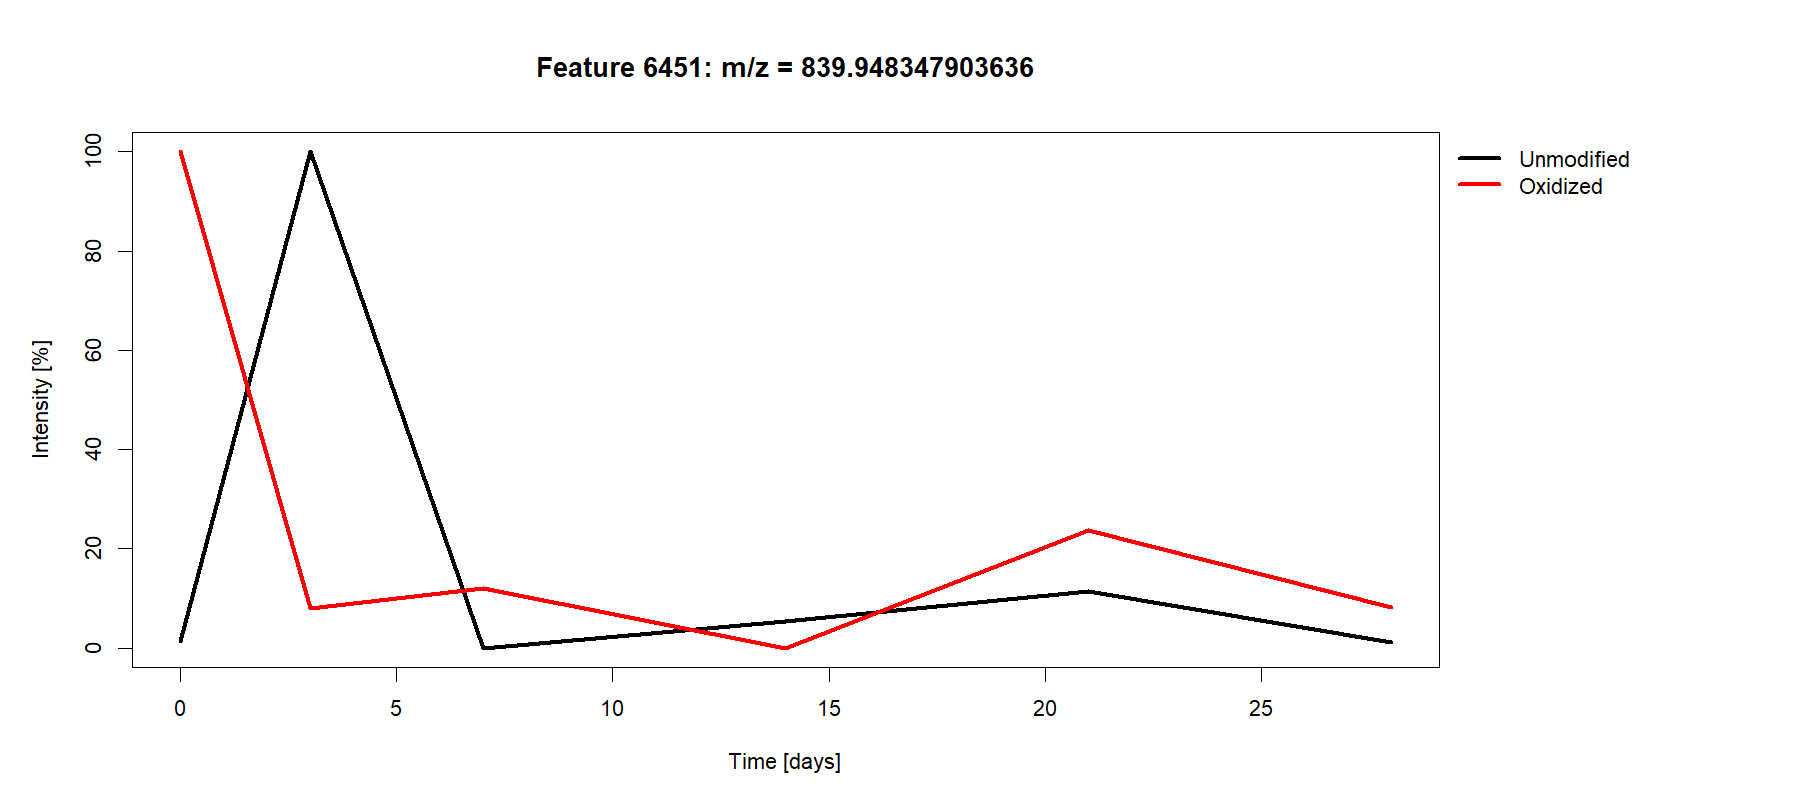 Feature 6451: m/z = 839.948347903636
Unmodified
Oxidized
Intensity [%]
100
80
60
40
20
0
0 5 10 15 20 25
Time [days]